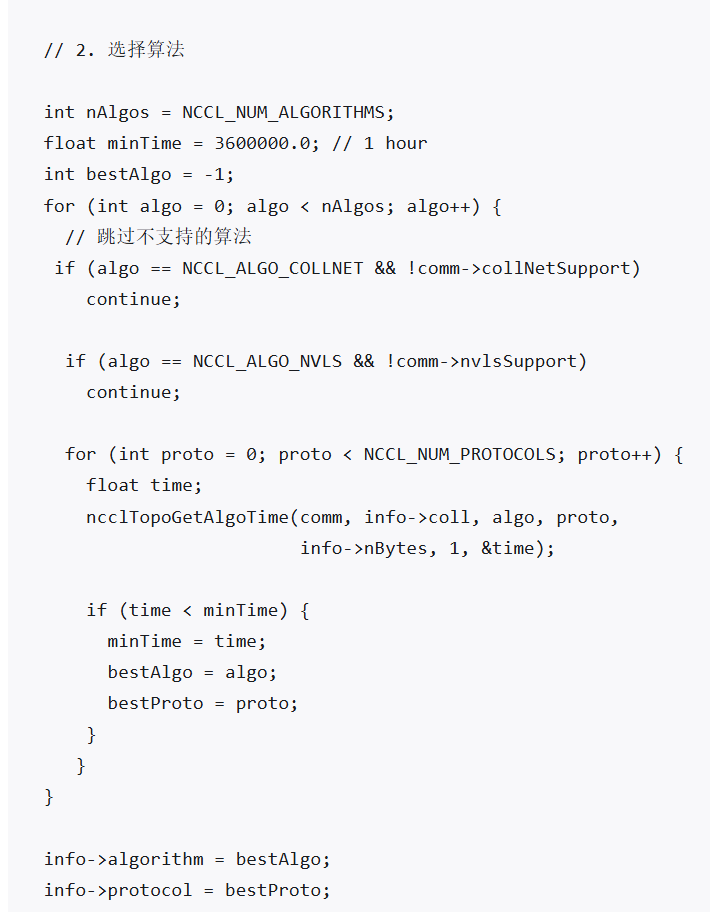 // 2. 选择算法
int nAlgos = NCCL_NUM_ALGORITHMS;
float minTime = 3600000.0; // 1 hour
int bestAlgo = -1;
for (int algo = 0; algo < nAlgos; algo++) {
  // 跳过不支持的算法
 if (algo == NCCL_ALGO_COLLNET && !comm->collNetSupport)
    continue;
  if (algo == NCCL_ALGO_NVLS && !comm->nvlsSupport)
    continue;
  for (int proto = 0; proto < NCCL_NUM_PROTOCOLS; proto++) {
    float time;
    ncclTopoGetAlgoTime(comm, info->coll, algo, proto,
                        info->nBytes, 1, &time);
    if (time < minTime) {
      minTime = time;
      bestAlgo = algo;
      bestProto = proto;
    }
   }
}
info->algorithm = bestAlgo;
info->protocol = bestProto;